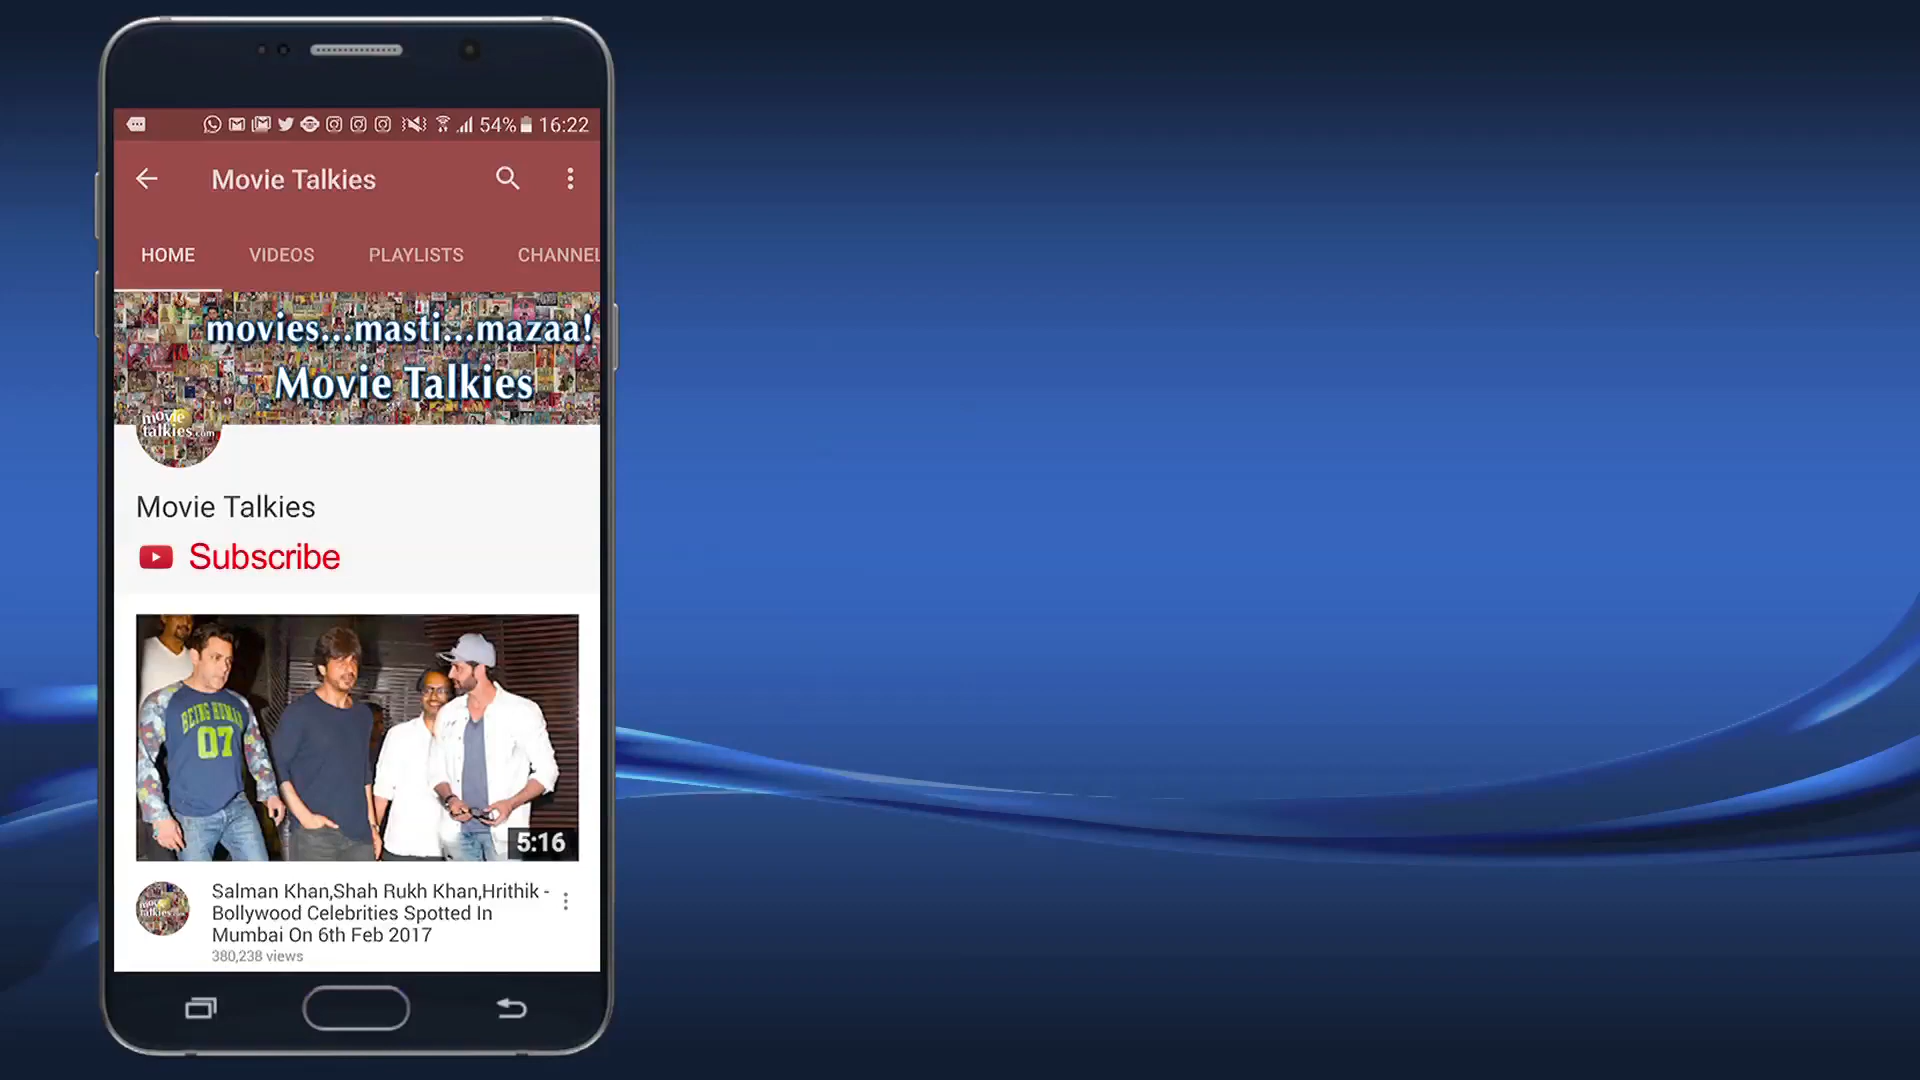 54% 16:22
Movie Talkies
HOME VIDEOS PLAYLISTS CHANNEL
movies...masti...mazaa!
Movie Talkies
movie
talkies.com
Movie Talkies
Subscribe
BEING HUMAN
07
5:16
Salman Khan,Shah Rukh Khan,Hrithik -
Bollywood Celebrities Spotted In
Mumbai On 6th Feb 2017
380,238 views